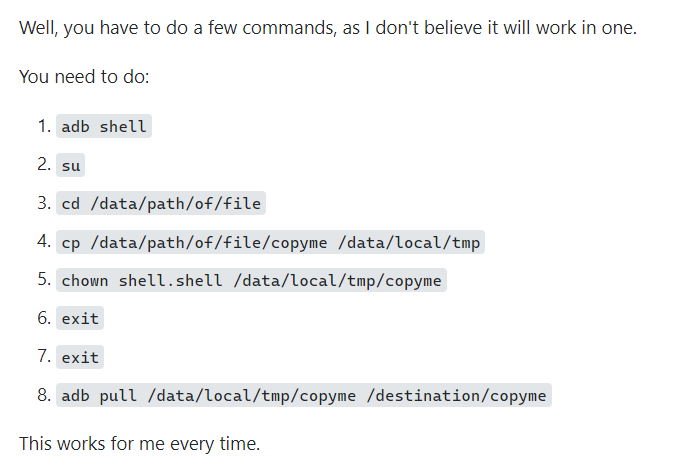 Well, you have to do a few commands, as I don't believe it will work in one.
You need to do:
1. adb shell
2. su
3. cd /data/path/of/file
4. cp /data/path/of/file/copyme /data/local/tmp
5. chown shell.shell /data/local/tmp/copyme
6. exit
7. exit
8. adb pull /data/local/tmp/copyme /destination/copyme
This works for me every time.